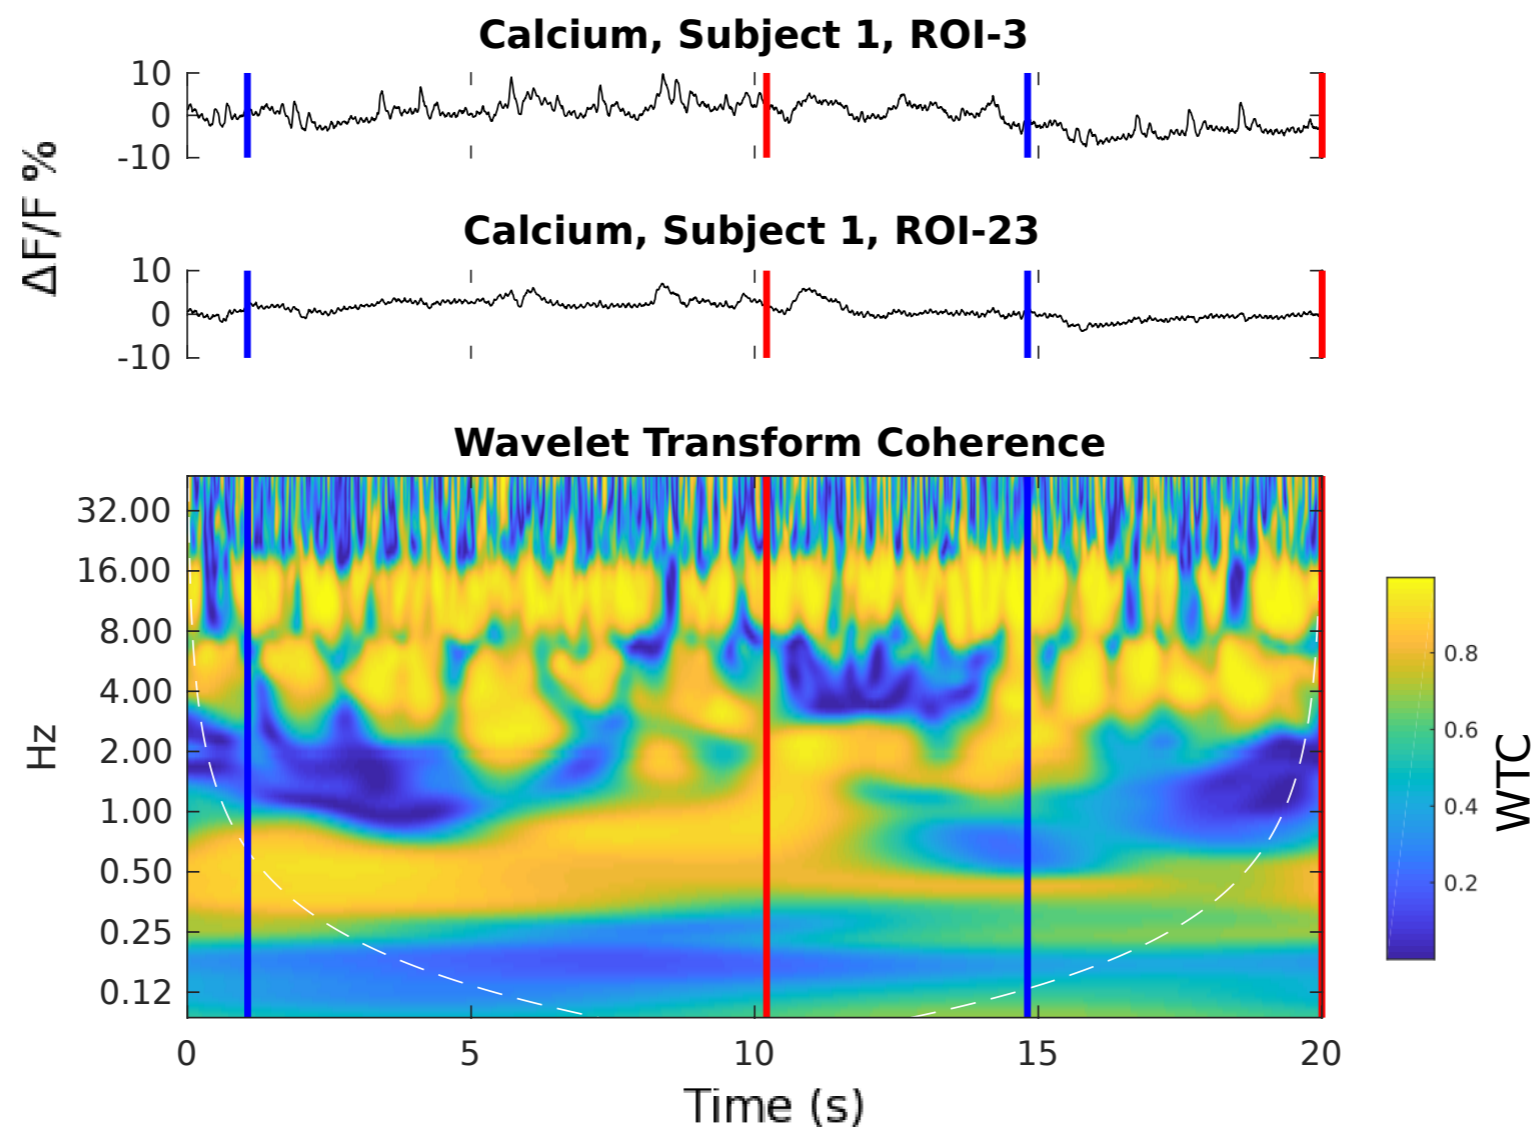 Calcium, Subject 1, ROI-3
10
0
-10
ΔF/F %
Calcium, Subject 1, ROI-23
10
0
-10
Wavelet Transform Coherence
32.00
16.00
8.00
4.00
2.00
1.00
0.50
0.25
0.12
Hz
0 5 10 15 20
Time (s)
0.8
0.6
0.4
0.2
WTC